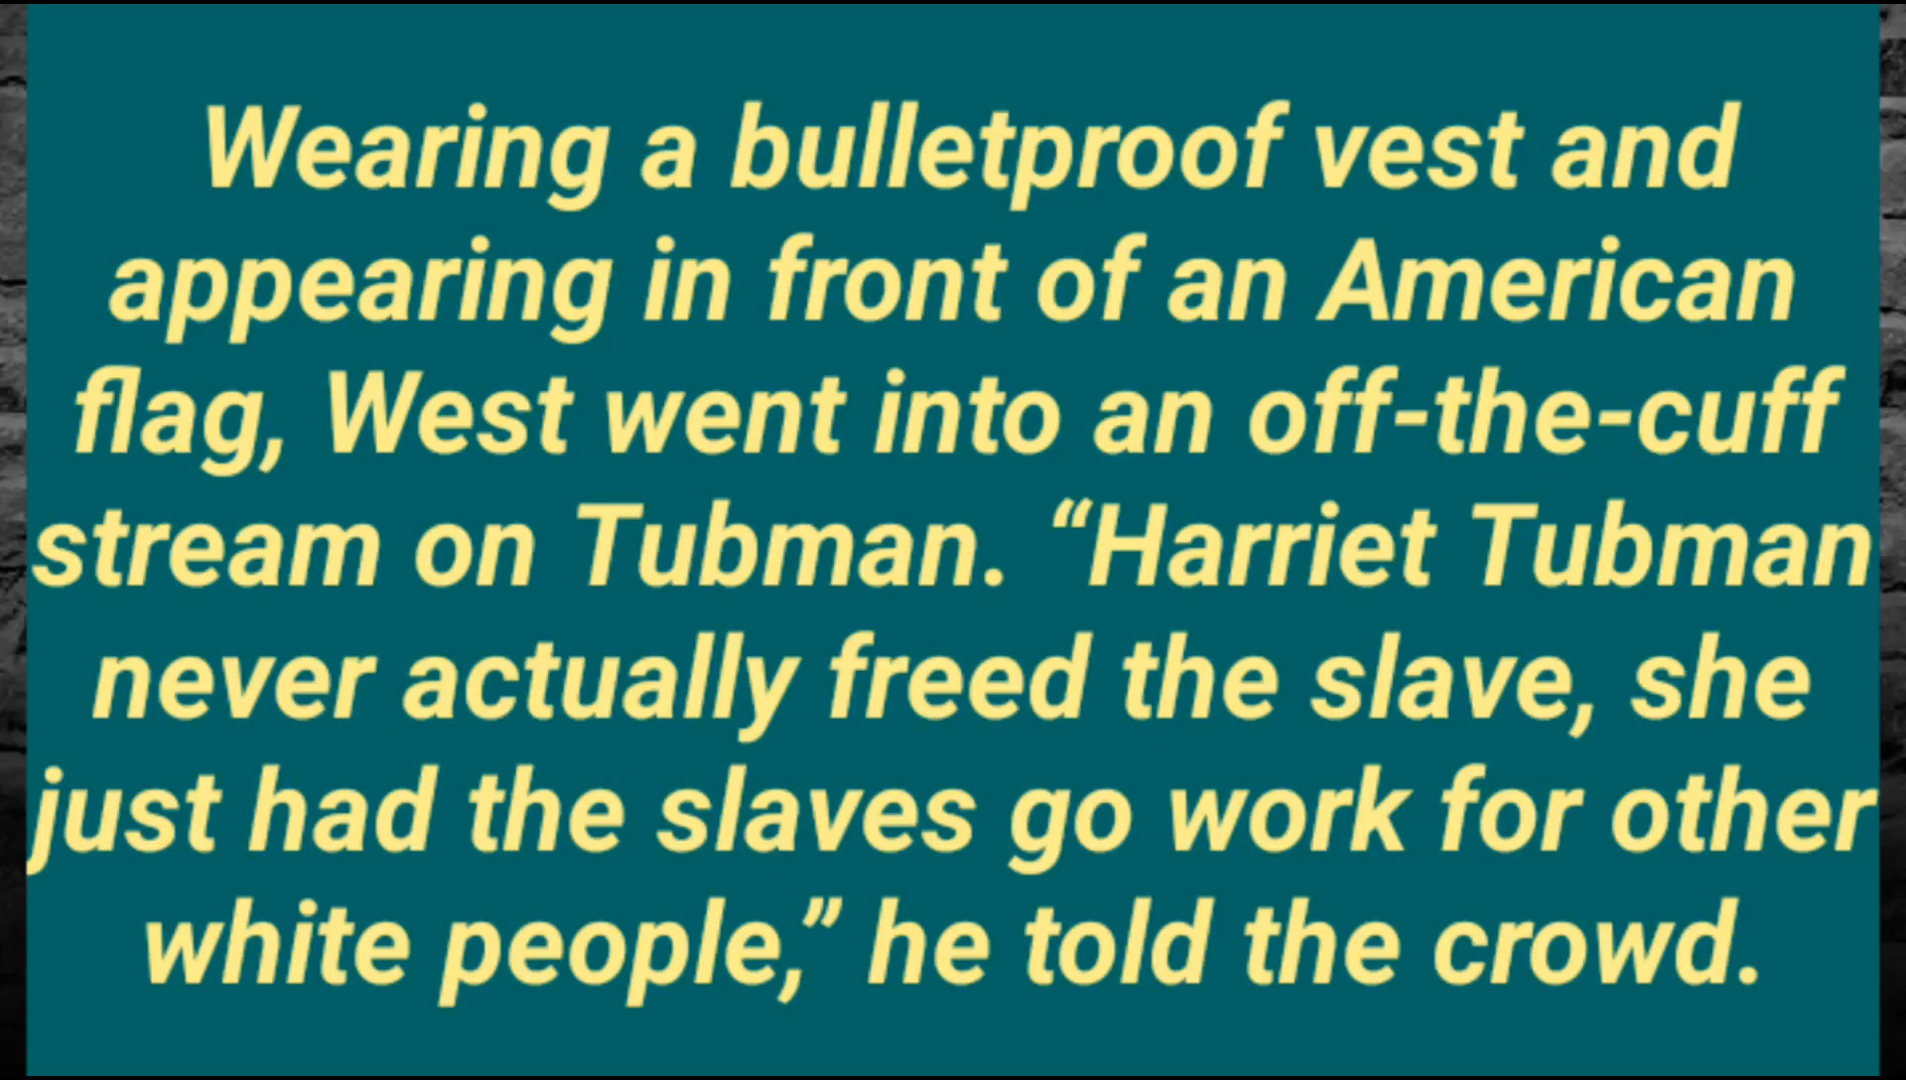 Wearing a bulletproof vest and
appearing in front of an American
flag, West went into an off-the-cuff
stream on Tubman. “Harriet Tubman
never actually freed the slave, she
just had the slaves go work for other
white people,” he told the crowd.